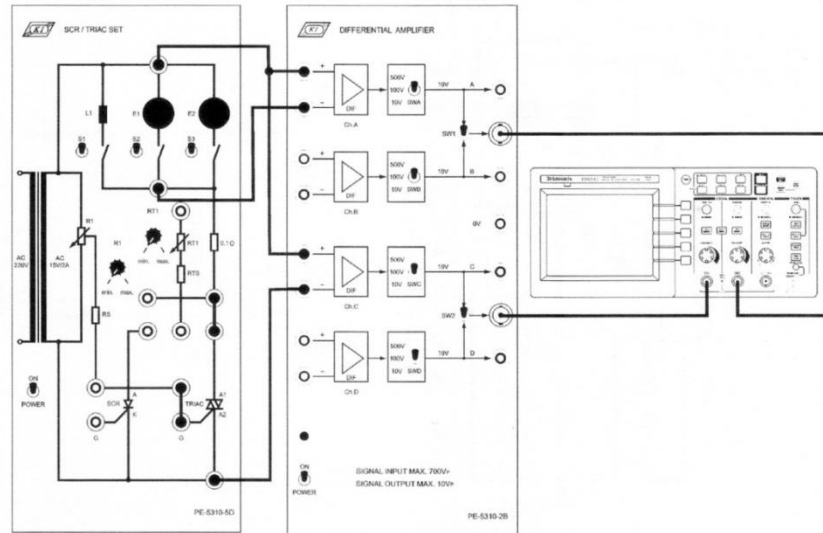 SCR / TRIAC SET
L1
E1
E2
S1
S2
S3
RT1
R1
R1
RT1
0.1Ω
AC
220V
AC
15V/2A
min. max.
min. max.
RTS
RS
ON
POWER
SCR
A
K
G
TRIAC
A1
A2
G
PE-5310-5D
DIFFERENTIAL AMPLIFIER
+
−
DIF
Ch.A
500V
100V
10V SWA
10V
A
SW1
+
−
DIF
Ch.B
500V
100V
10V SWB
10V
B
0V
+
−
DIF
Ch.C
500V
100V
10V SWC
10V
C
SW2
+
−
DIF
Ch.D
500V
100V
10V SWD
10V
D
ON
POWER
SIGNAL INPUT MAX. 700Vp
SIGNAL OUTPUT MAX. 10Vp
PE-5310-2B
Tektronix